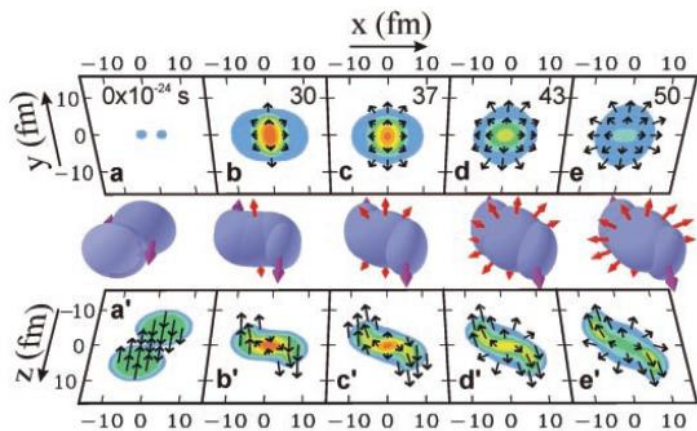 x (fm)
−10 0 10 −10 0 10 −10 0 10 −10 0 10 −10 0 10
y (fm)
10
0
−10
0x10⁻²⁴ s 30 37 43 50
a b c d e
z (fm)
−10
0
10
a' b' c' d' e'
−10 0 10 −10 0 10 −10 0 10 −10 0 10 −10 0 10